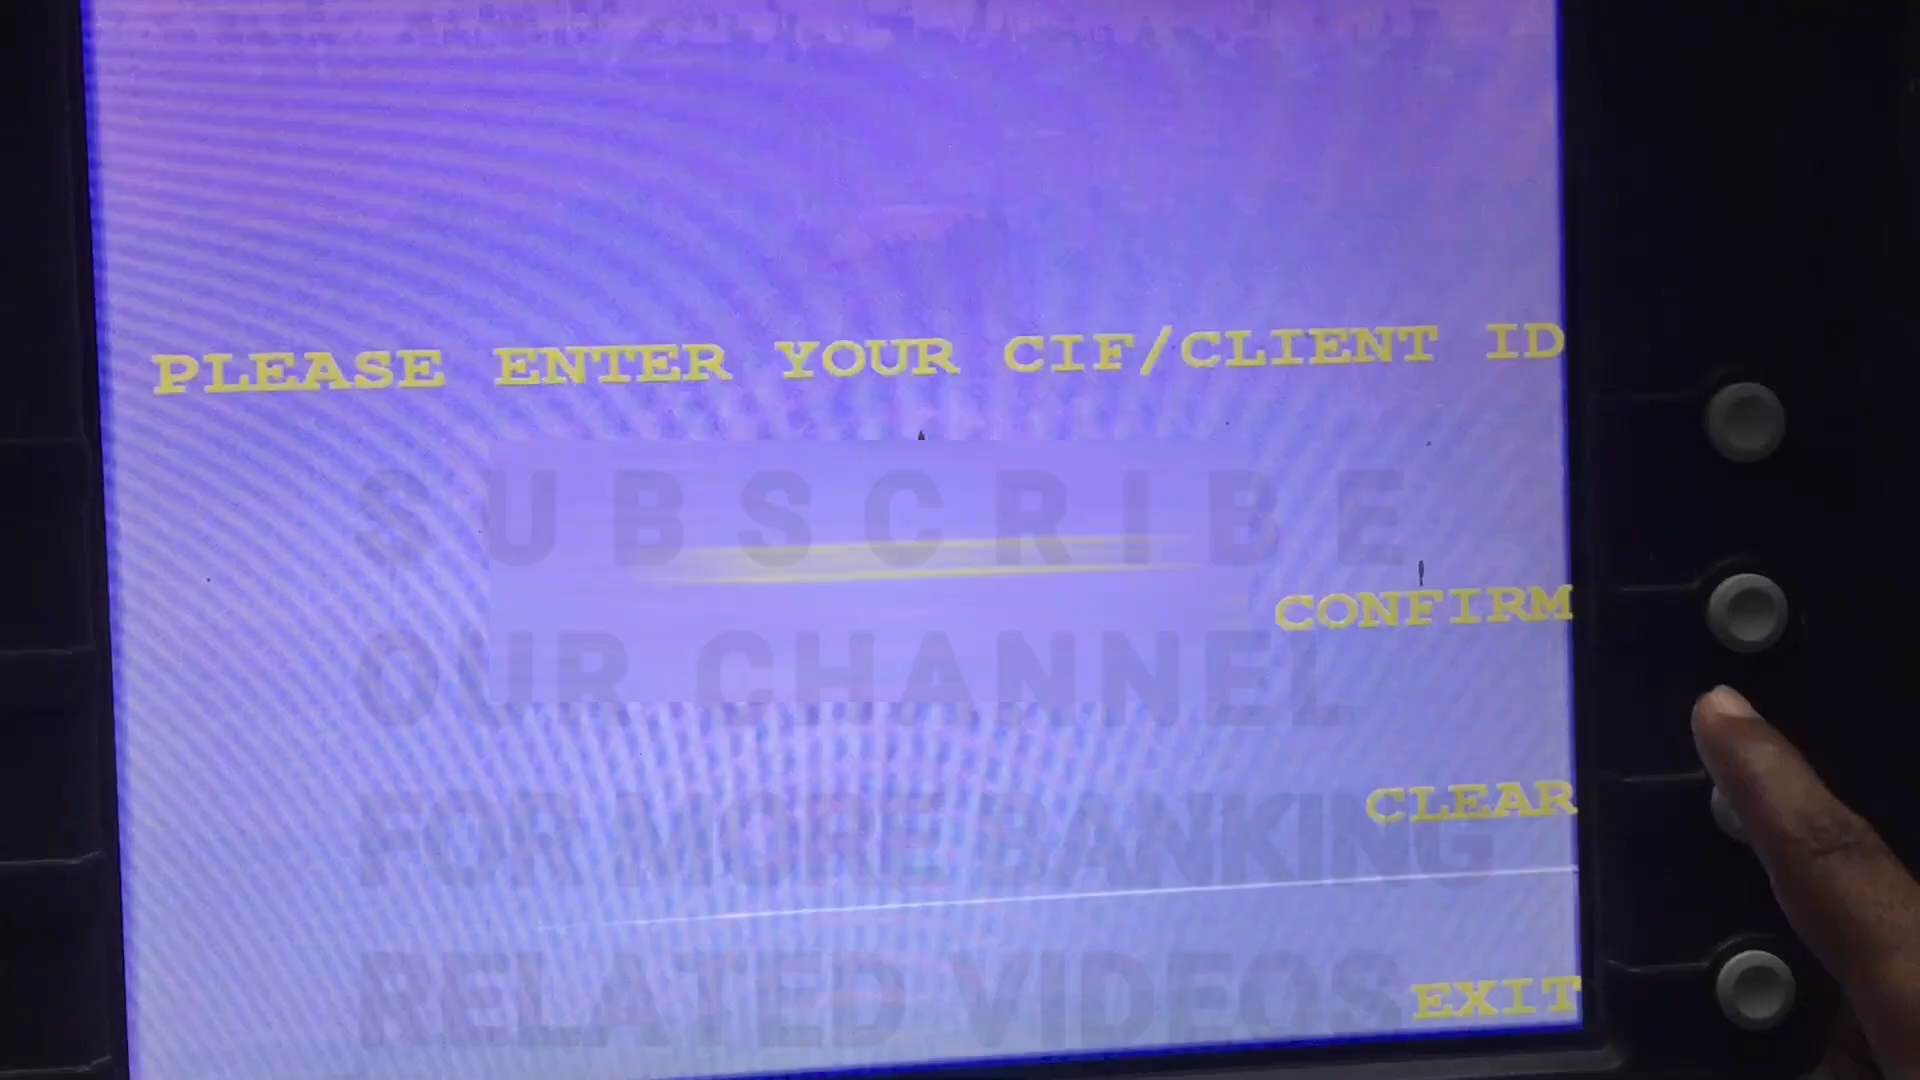 PLEASE ENTER YOUR CIF/CLIENT ID
SUBSCRIBE
CONFIRM
OUR CHANNEL
CLEAR
FOR MORE BANKING
RELATED VIDEOS
EXIT